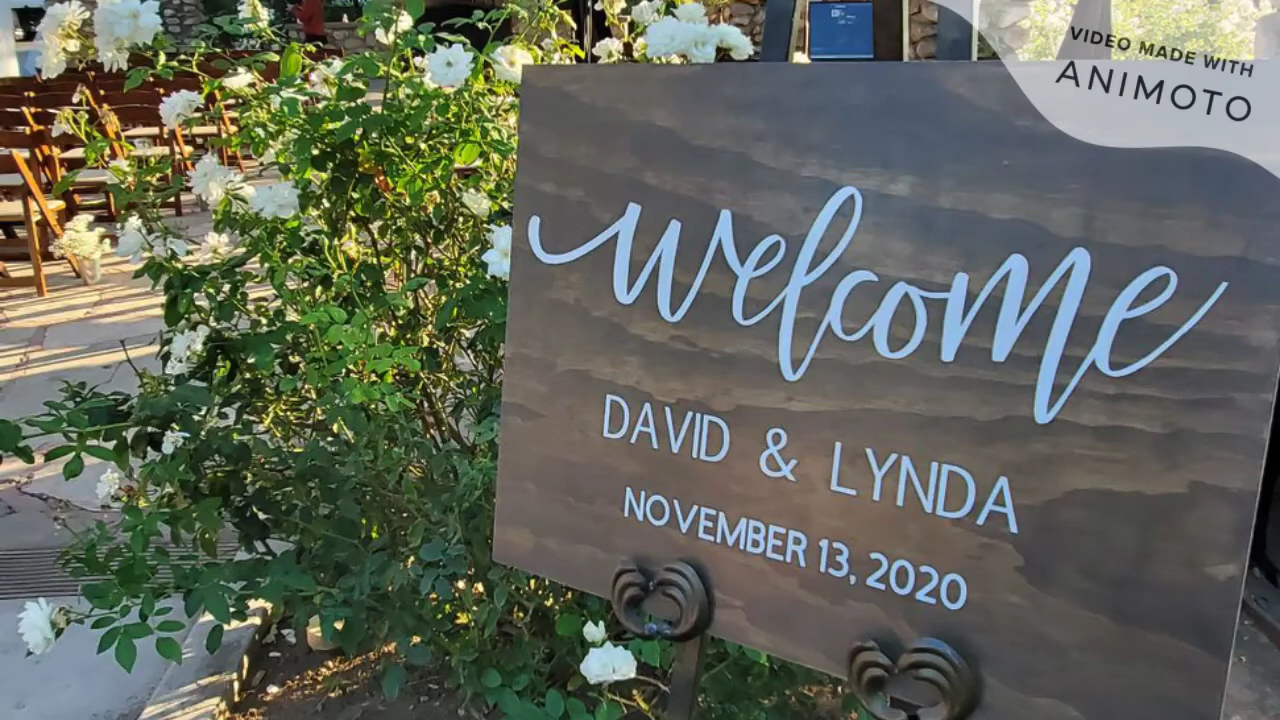 VIDEO MADE WITH
ANIMOTO
welcome
DAVID & LYNDA
NOVEMBER 13, 2020